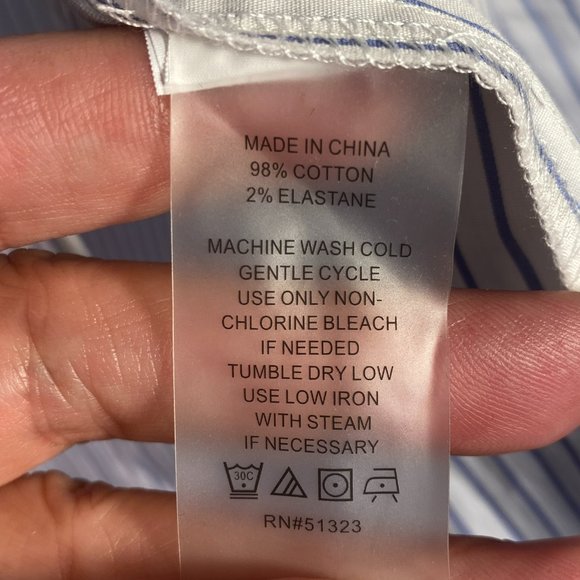 MADE IN CHINA
98% COTTON
2% ELASTANE
MACHINE WASH COLD
GENTLE CYCLE
USE ONLY NON-
CHLORINE BLEACH
IF NEEDED
TUMBLE DRY LOW
USE LOW IRON
WITH STEAM
IF NECESSARY
30C
RN#51323